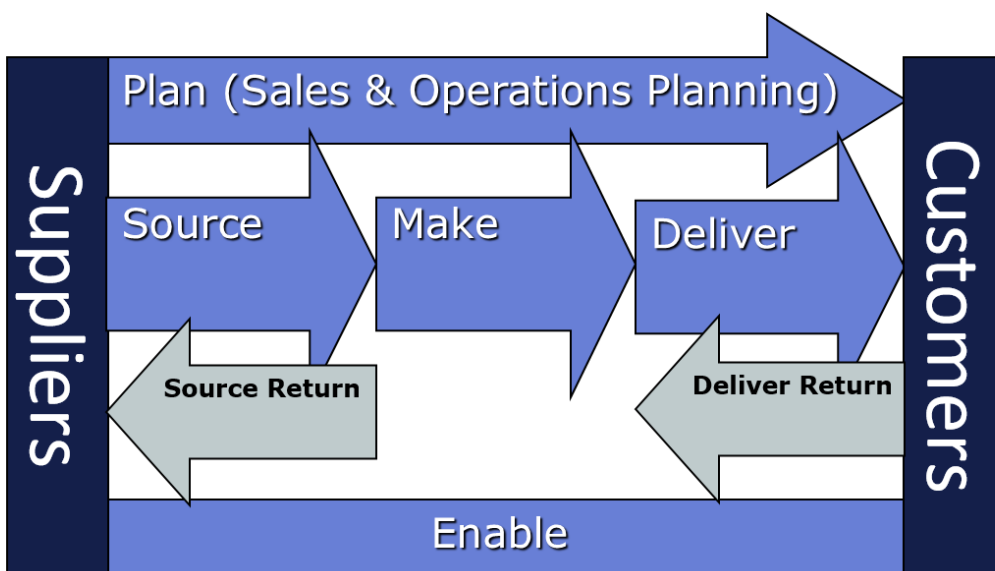 Suppliers
Plan (Sales & Operations Planning)
Source
Make
Deliver
Source Return
Deliver Return
Enable
Customers